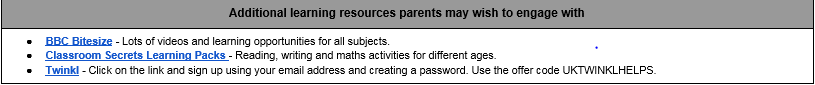 Additional learning resources parents may wish to engage with
• BBC Bitesize - Lots of videos and learning opportunities for all subjects.
• Classroom Secrets Learning Packs - Reading, writing and maths activities for different ages.
• Twinkl - Click on the link and sign up using your email address and creating a password. Use the offer code UKTWINKLHELPS.